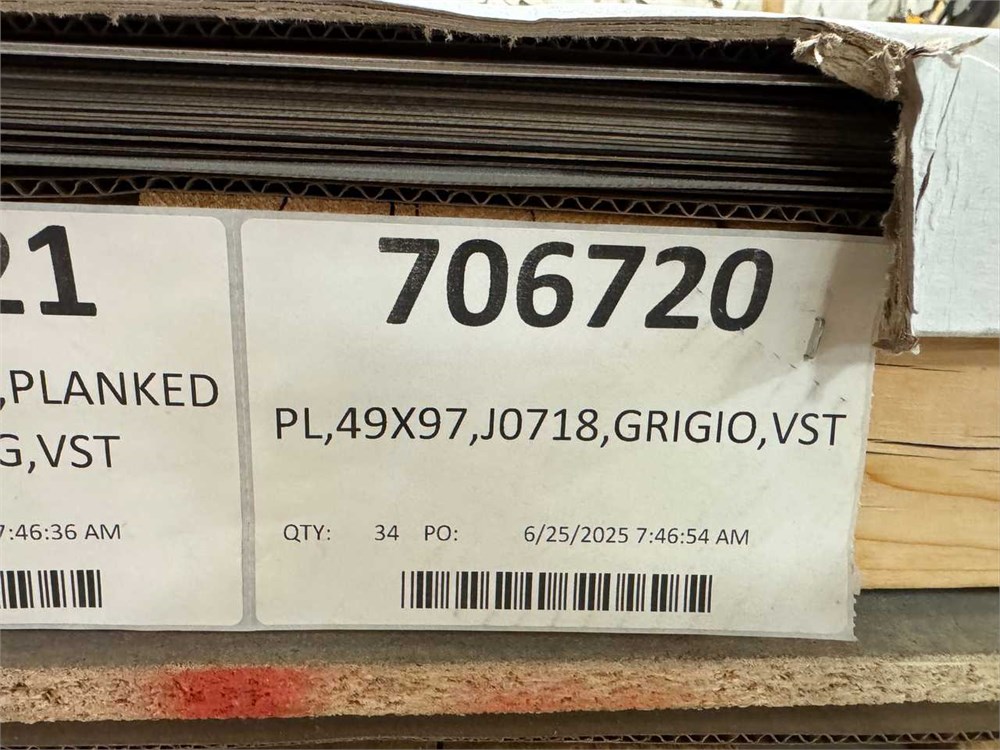 21
,PLANKED
G,VST
7:46:36 AM
706720
PL,49X97,J0718,GRIGIO,VST
QTY: 34 PO: 6/25/2025 7:46:54 AM